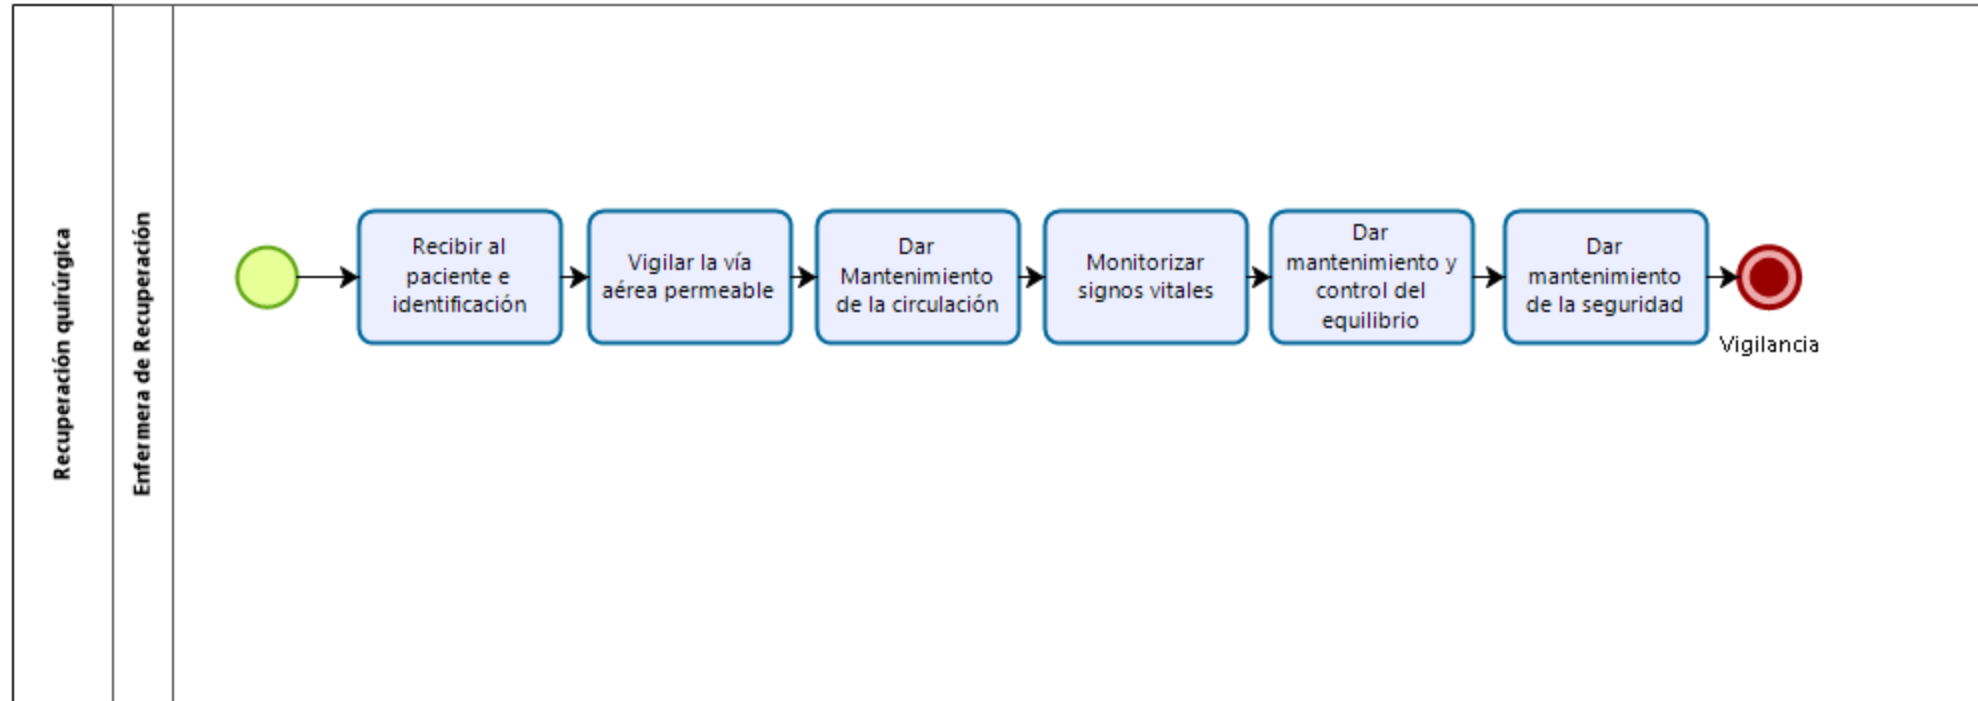 Recuperación quirúrgica
Enfermera de Recuperación
Recibir al
paciente e
identificación
Vigilar la vía
aérea permeable
Dar
Mantenimiento
de la circulación
Monitorizar
signos vitales
Dar
mantenimiento y
control del
equilibrio
Dar
mantenimiento
de la seguridad
Vigilancia